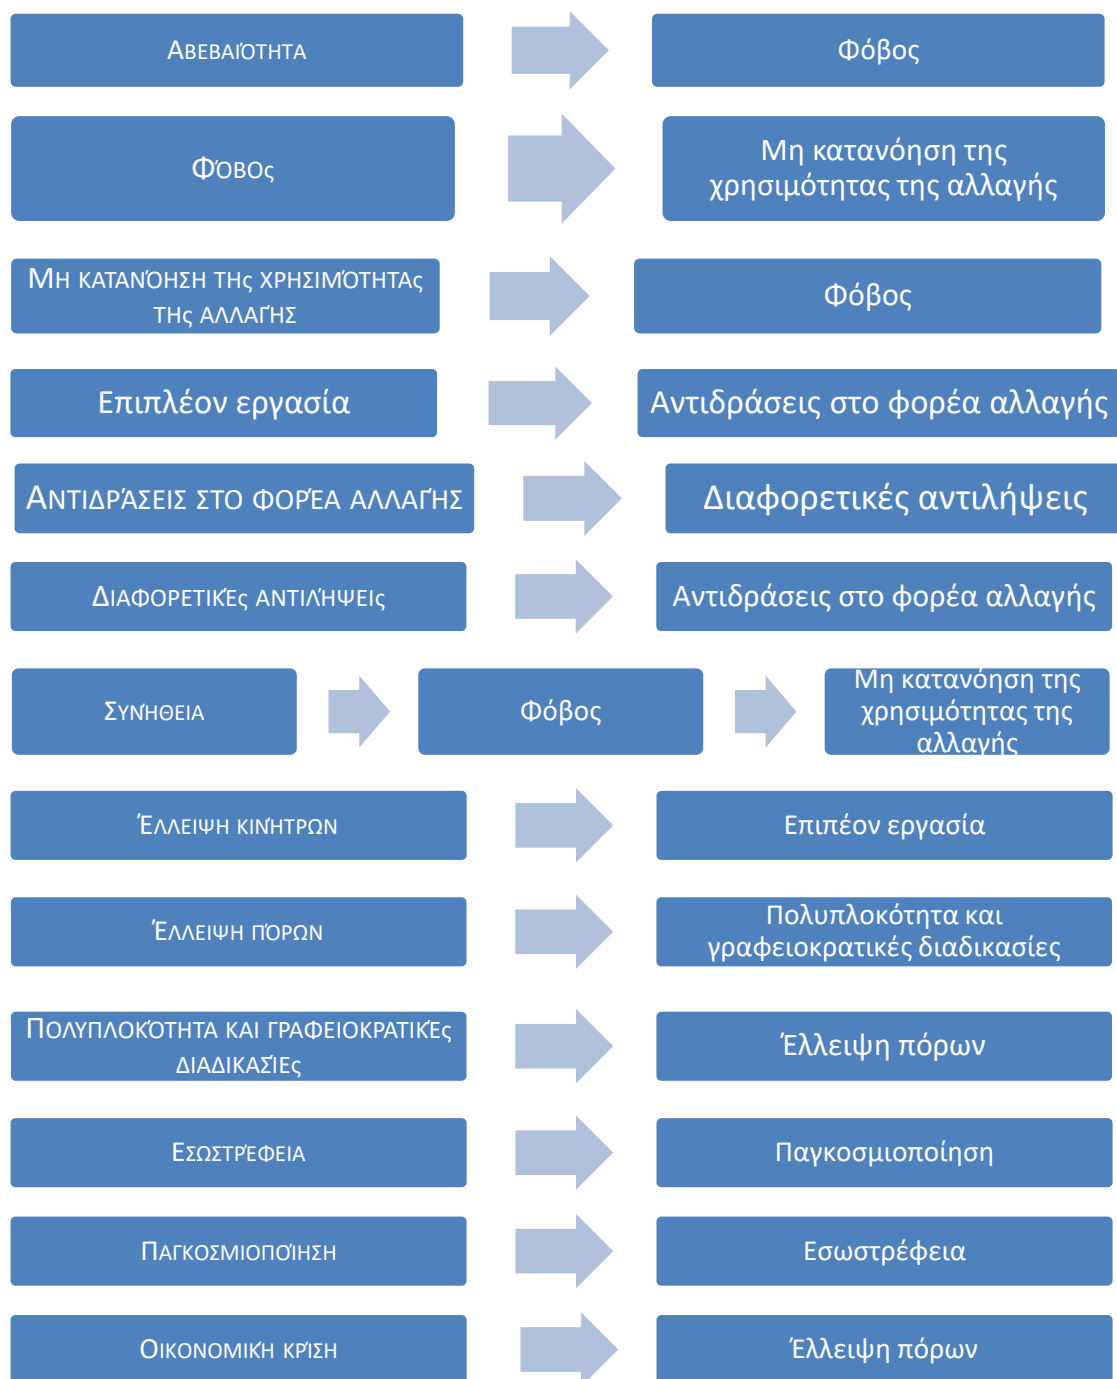 ΑΒΕΒΑΙΌΤΗΤΑ
Φόβος
ΦΌΒΟς
Μη κατανόηση της
χρησιμότητας της αλλαγής
ΜΗ ΚΑΤΑΝΌΗΣΗ ΤΗς ΧΡΗΣΙΜΌΤΗΤΑς
ΤΗς ΑΛΛΑΓΉΣ
Φόβος
Επιπλέον εργασία
Αντιδράσεις στο φορέα αλλαγής
ΑΝΤΙΔΡΆΣΕΙΣ ΣΤΟ ΦΟΡΈΑ ΑΛΛΑΓΉΣ
Διαφορετικές αντιλήψεις
ΔΙΑΦΟΡΕΤΙΚΈς ΑΝΤΙΛΉΨΕΙς
Αντιδράσεις στο φορέα αλλαγής
ΣΥΝΉΘΕΙΑ
Φόβος
Μη κατανόηση της
χρησιμότητας της
αλλαγής
ΈΛΛΕΙΨΗ ΚΙΝΉΤΡΩΝ
Επιπέον εργασία
ΈΛΛΕΙΨΗ ΠΌΡΩΝ
Πολυπλοκότητα και
γραφειοκρατικές διαδικασίες
ΠΟΛΥΠΛΟΚΌΤΗΤΑ ΚΑΙ ΓΡΑΦΕΙΟΚΡΑΤΙΚΈς
ΔΙΑΔΙΚΑΣΊΕς
Έλλειψη πόρων
ΕΣΩΣΤΡΈΦΕΙΑ
Παγκοσμιοποίηση
ΠΑΓΚΟΣΜΙΟΠΟΊΗΣΗ
Εσωστρέφεια
ΟΙΚΟΝΟΜΙΚΉ ΚΡΊΣΗ
Έλλειψη πόρων